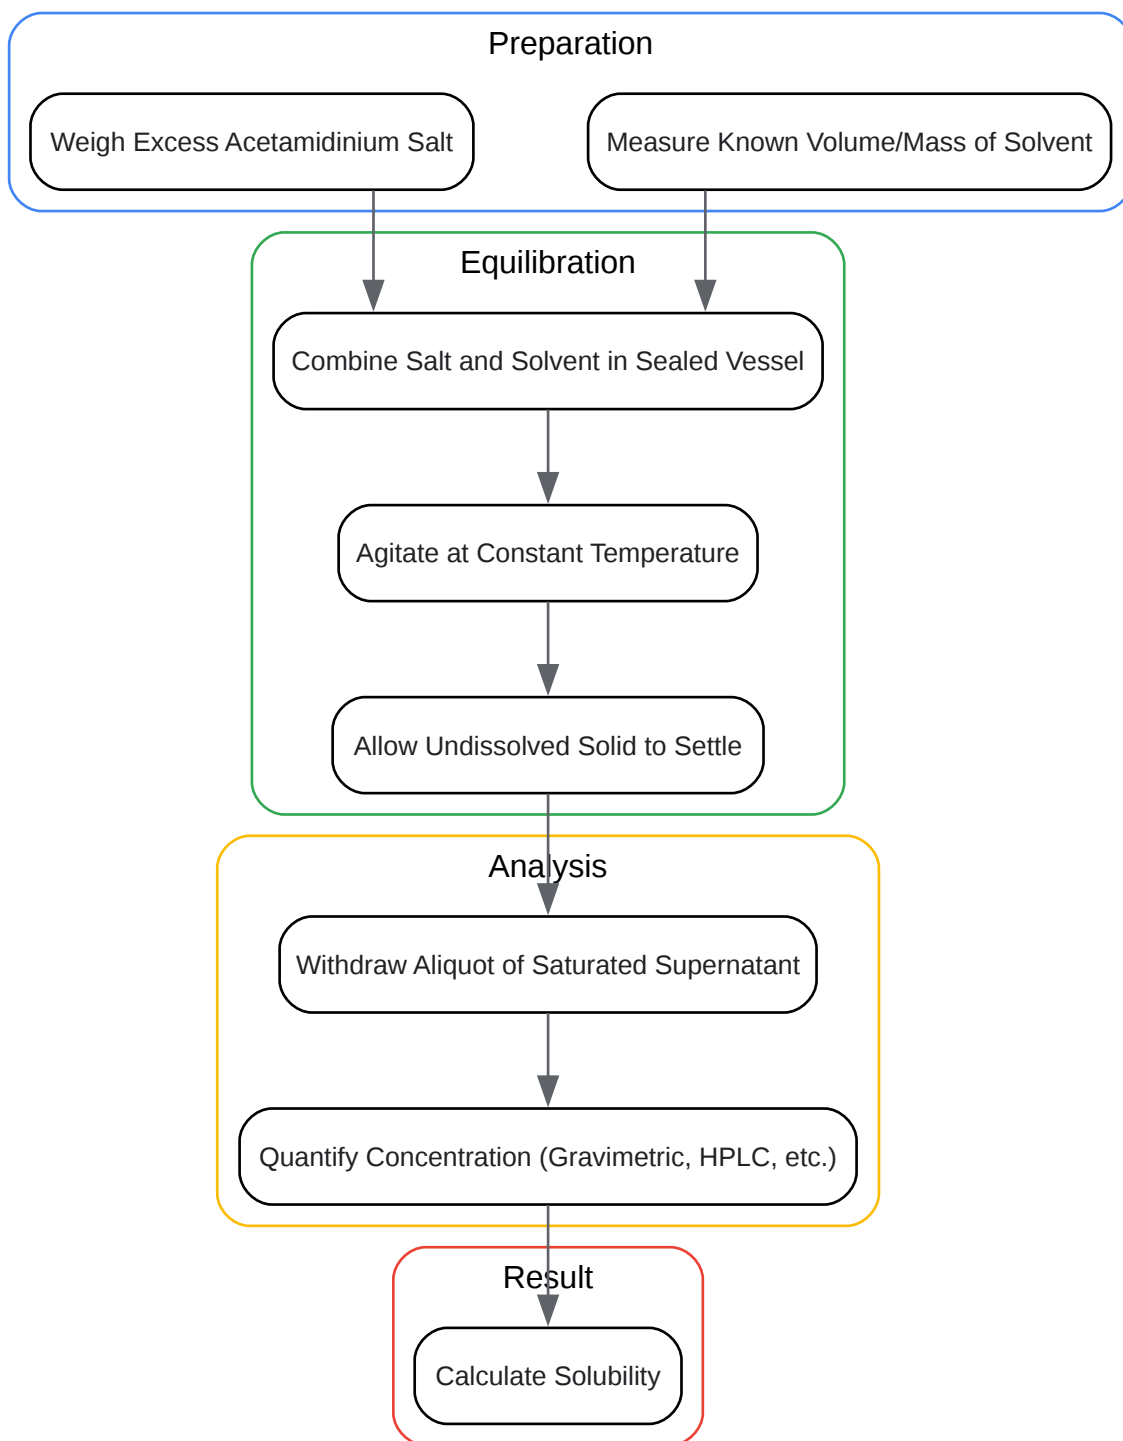 Preparation
Weigh Excess Acetamidinium Salt
Measure Known Volume/Mass of Solvent
Equilibration
Combine Salt and Solvent in Sealed Vessel
Agitate at Constant Temperature
Allow Undissolved Solid to Settle
Analysis
Withdraw Aliquot of Saturated Supernatant
Quantify Concentration (Gravimetric, HPLC, etc.)
Result
Calculate Solubility